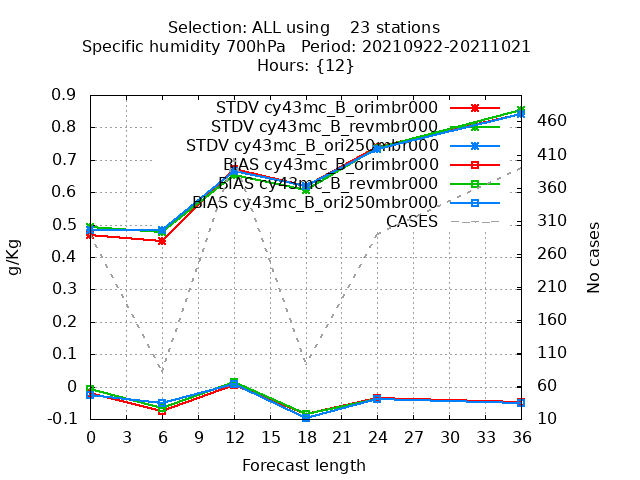 Selection: ALL using    23 stations
Specific humidity 700hPa   Period: 20210922-20211021
Hours: {12}
STDV cy43mc_B_orimbr000
STDV cy43mc_B_revmbr000
STDV cy43mc_B_ori250mbr000
BIAS cy43mc_B_orimbr000
BIAS cy43mc_B_revmbr000
BIAS cy43mc_B_ori250mbr000
CASES
0.9
0.8
0.7
0.6
0.5
0.4
0.3
0.2
0.1
0
-0.1
g/Kg
460
410
360
310
260
210
160
110
60
10
No cases
0 3 6 9 12 15 18 21 24 27 30 33 36
Forecast length